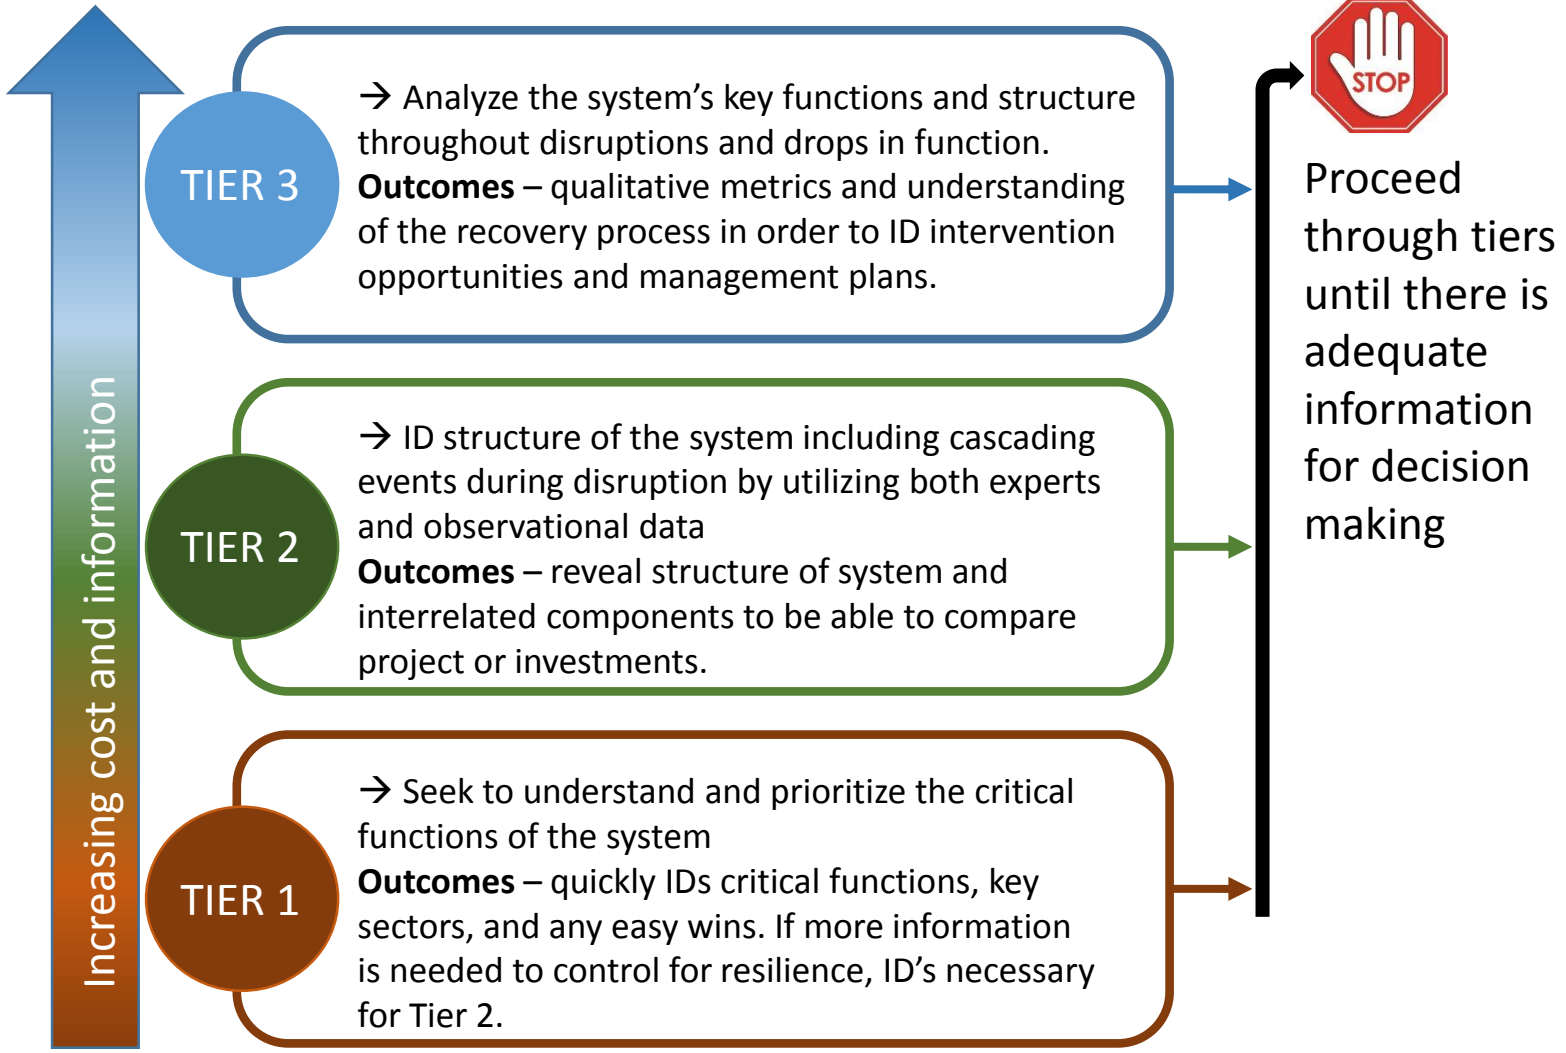 Increasing cost and information
TIER 3
→ Analyze the system’s key functions and structure
throughout disruptions and drops in function.
Outcomes – qualitative metrics and understanding
of the recovery process in order to ID intervention
opportunities and management plans.
TIER 2
→ ID structure of the system including cascading
events during disruption by utilizing both experts
and observational data
Outcomes – reveal structure of system and
interrelated components to be able to compare
project or investments.
TIER 1
→ Seek to understand and prioritize the critical
functions of the system
Outcomes – quickly IDs critical functions, key
sectors, and any easy wins. If more information
is needed to control for resilience, ID’s necessary
for Tier 2.
STOP
Proceed
through tiers
until there is
adequate
information
for decision
making